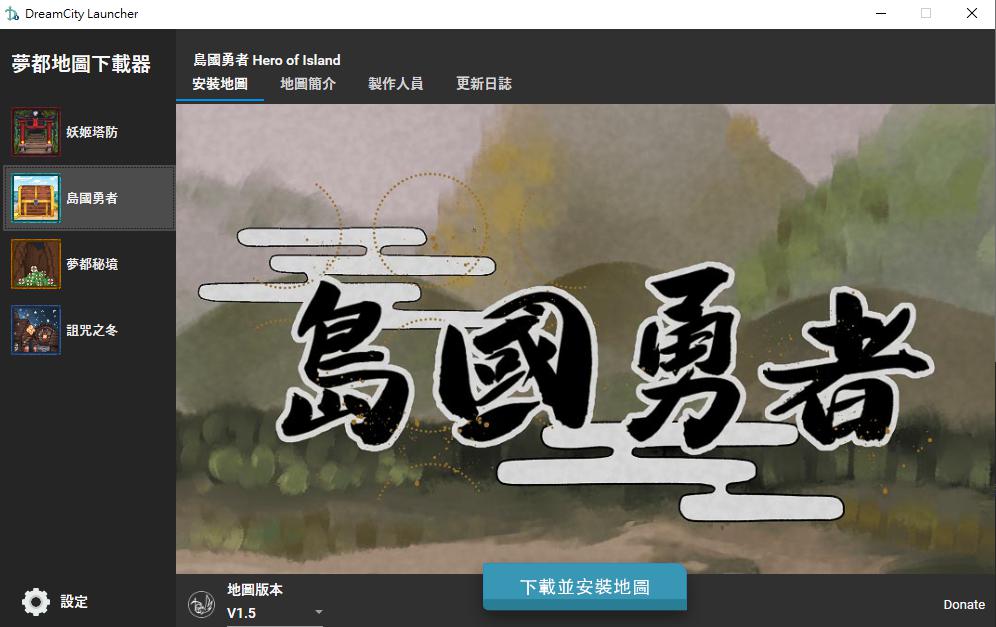 DreamCity Launcher
夢都地圖下載器
妖姬塔防
島國勇者
夢都秘境
詛咒之冬
設定
島國勇者 Hero of Island
安裝地圖 地圖簡介 製作人員 更新日誌
島國勇者
地圖版本
V1.5
下載並安裝地圖
Donate